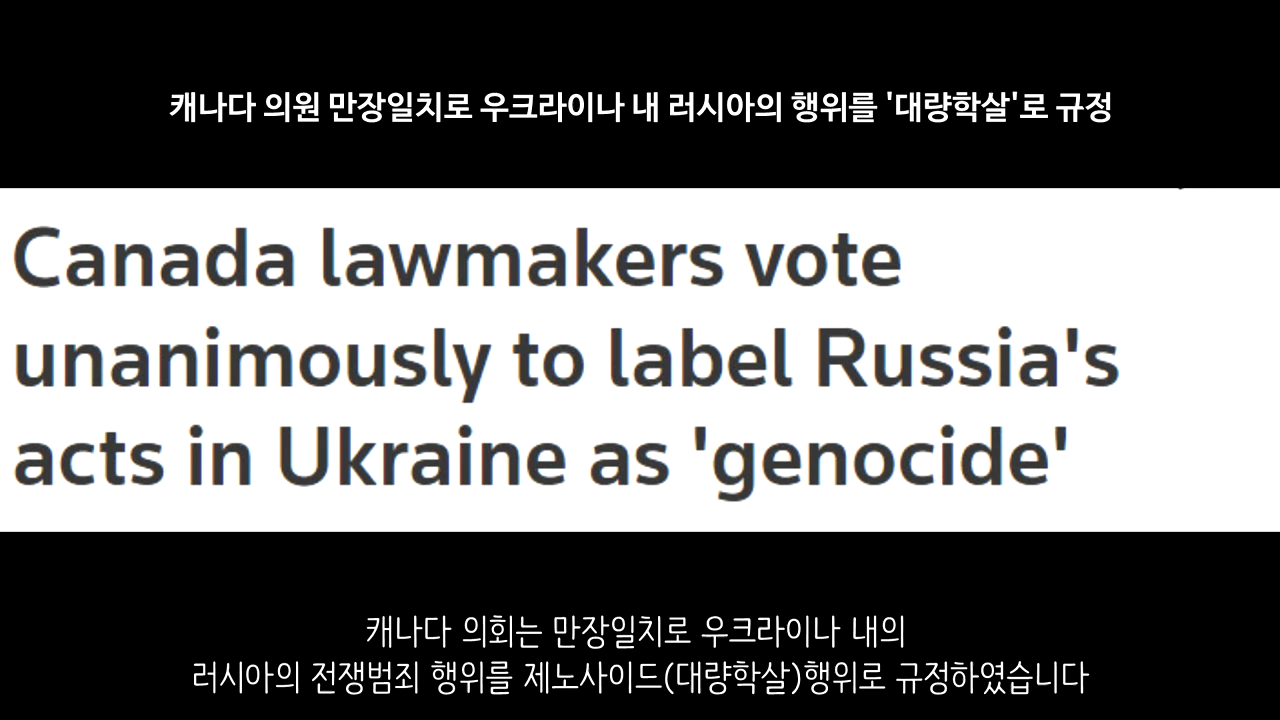 캐나다 의원 만장일치로 우크라이나 내 러시아의 행위를 '대량학살'로 규정
Canada lawmakers vote
unanimously to label Russia's
acts in Ukraine as 'genocide'
캐나다 의회는 만장일치로 우크라이나 내의
러시아의 전쟁범죄 행위를 제노사이드(대량학살)행위로 규정하였습니다